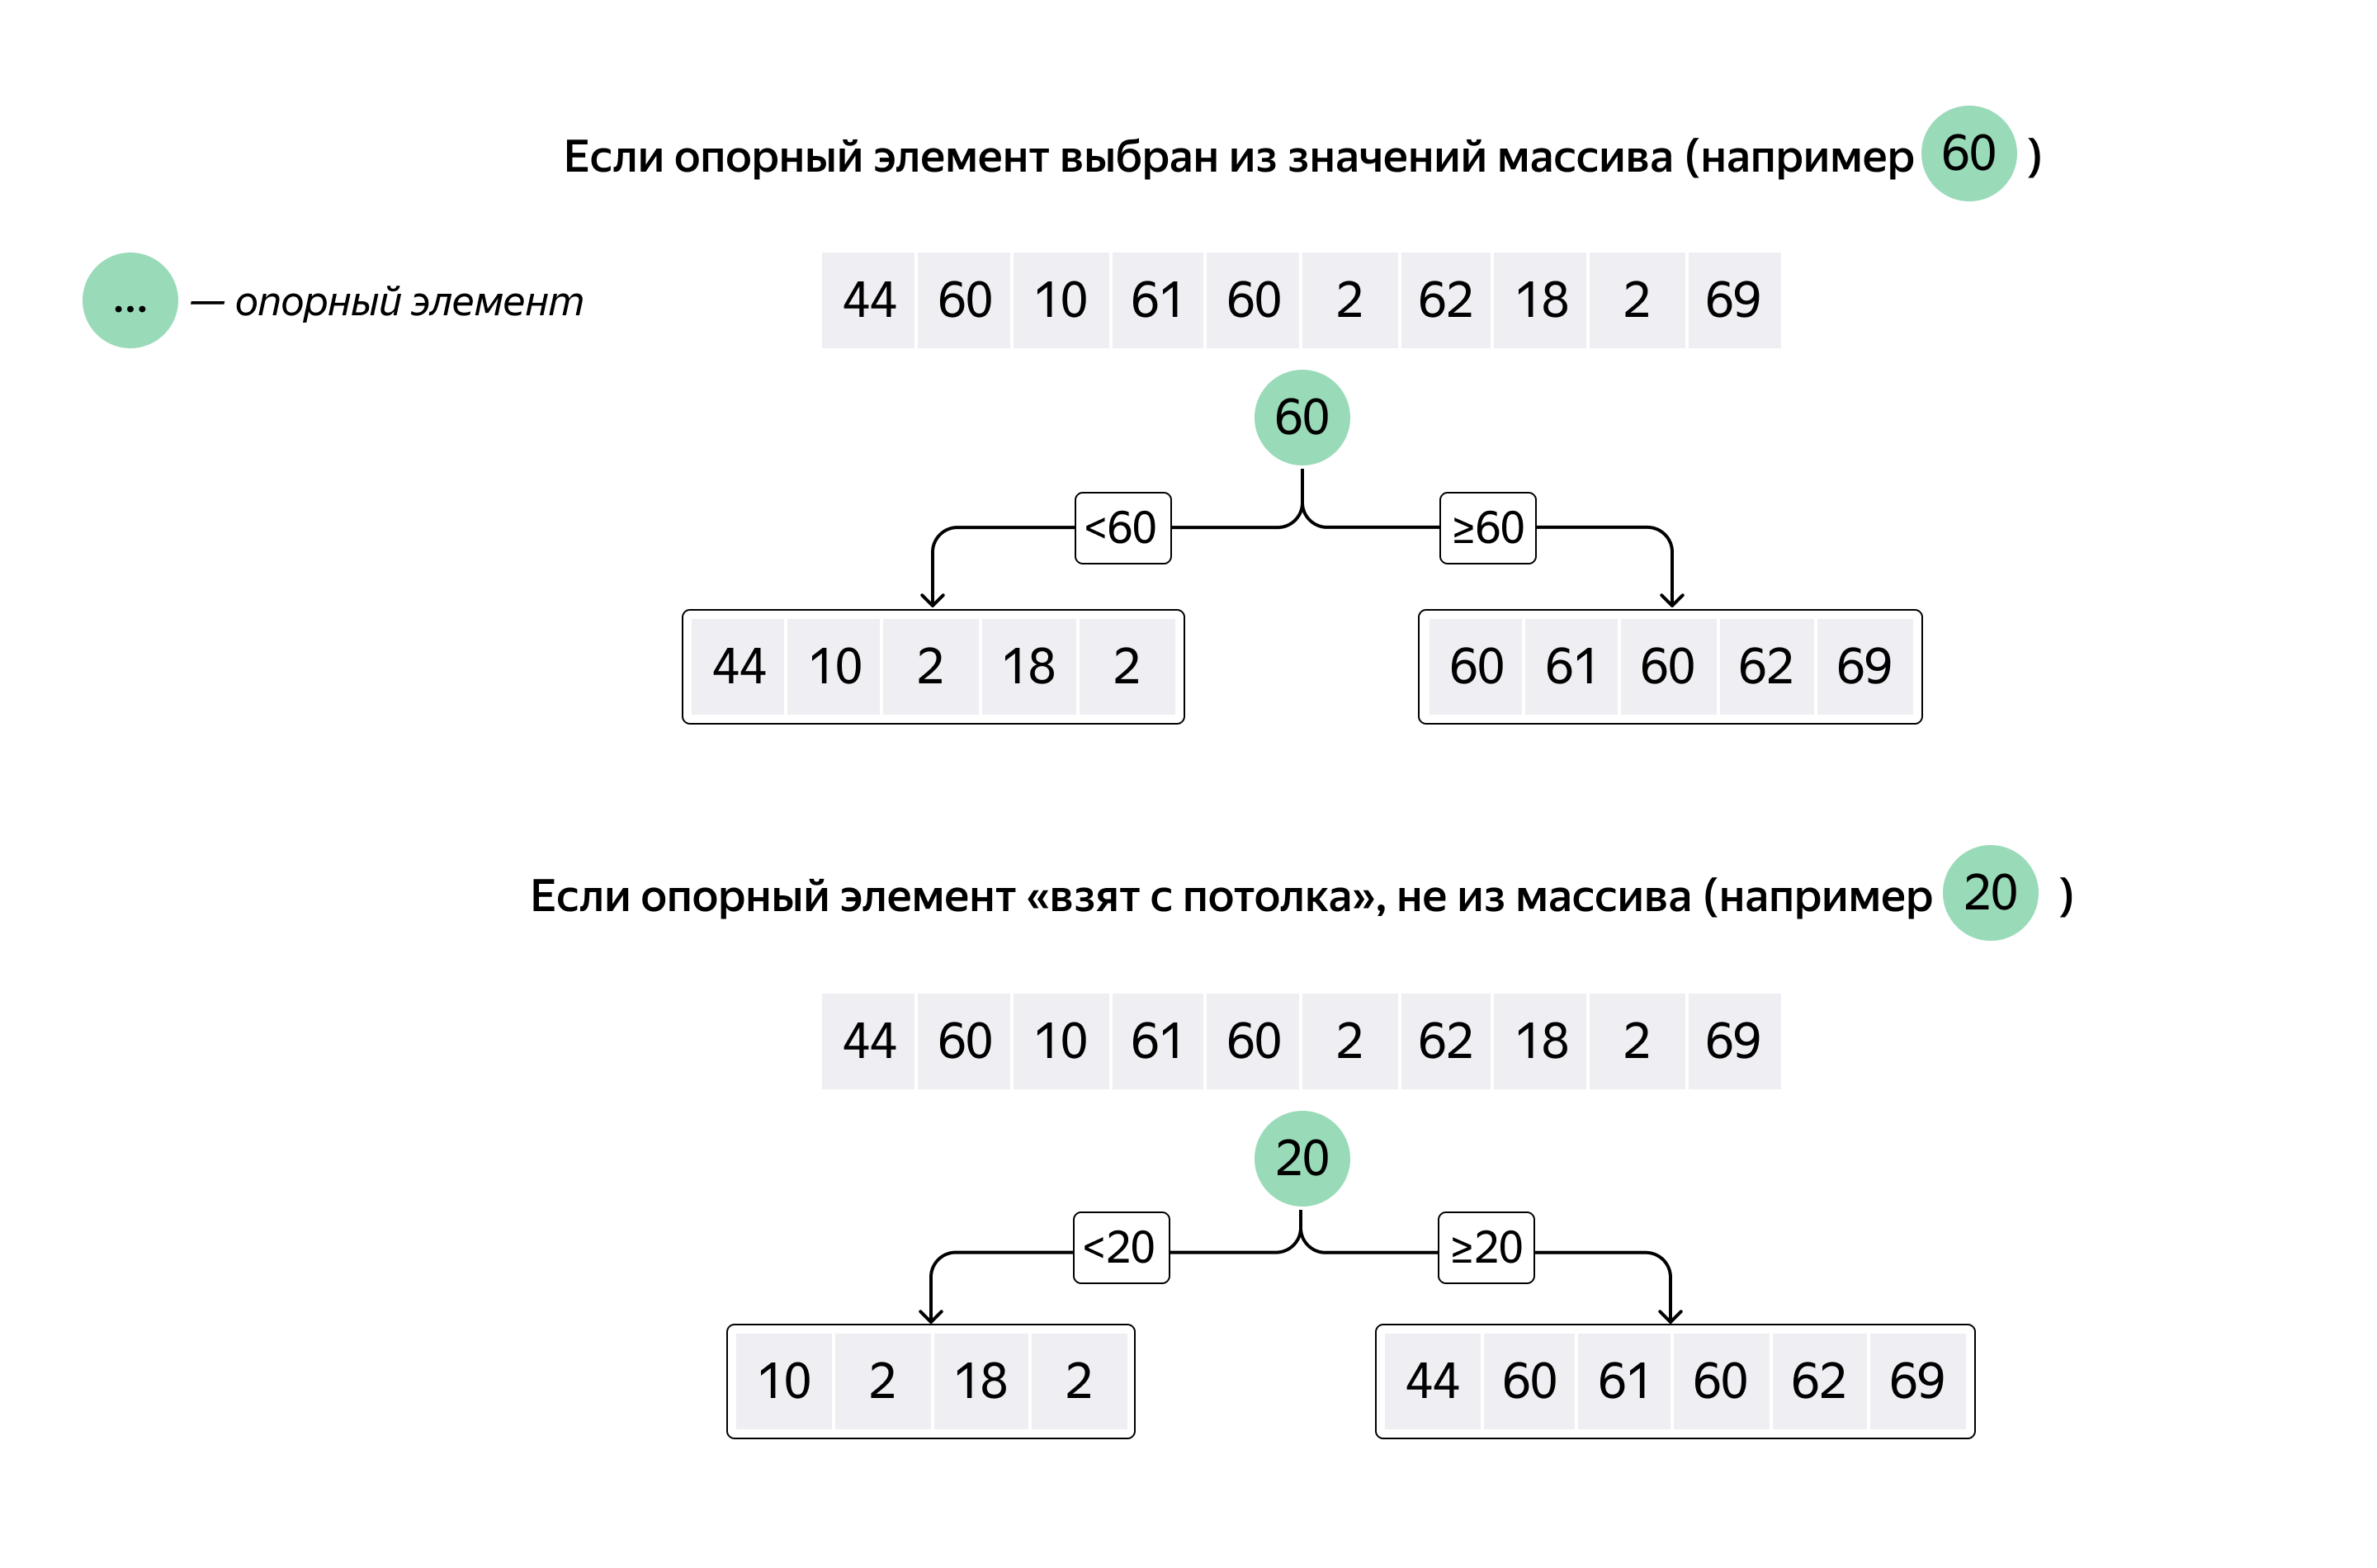 Если опорный элемент выбран из значений массива (например 60 )
... — опорный элемент
44 60 10 61 60 2 62 18 2 69
60
<60 ≥60
44 10 2 18 2 60 61 60 62 69
Если опорный элемент «взят с потолка», не из массива (например 20 )
44 60 10 61 60 2 62 18 2 69
20
<20 ≥20
10 2 18 2 44 60 61 60 62 69